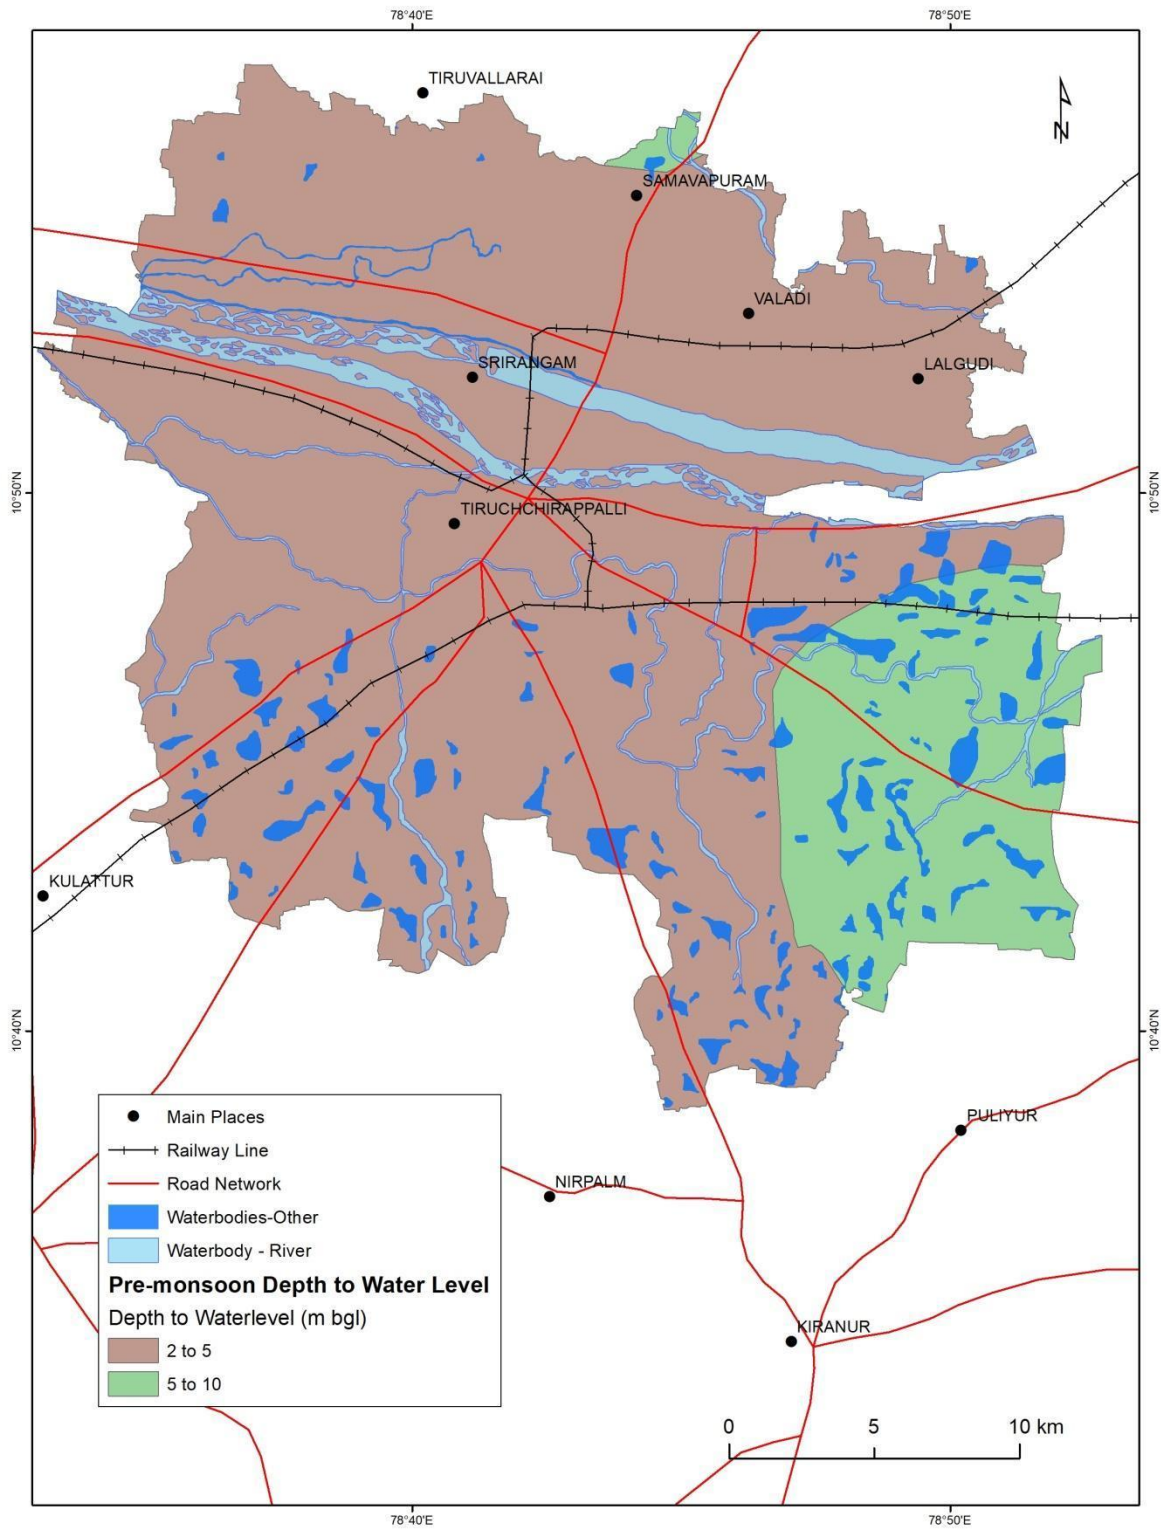 78°40'E
78°50'E
TIRUVALLARAI
N
SAMAVAPURAM
VALADI
SRIRANGAM
LALGUDI
10°50'N
10°50'N
TIRUCHCHIRAPPALLI
KULATTUR
10°40'N
10°40'N
Main Places
Railway Line
Road Network
Waterbodies-Other
Waterbody - River
Pre-monsoon Depth to Water Level
Depth to Waterlevel (m bgl)
2 to 5
5 to 10
PULIYUR
NIRPALM
KIRANUR
0 5 10 km
78°40'E
78°50'E